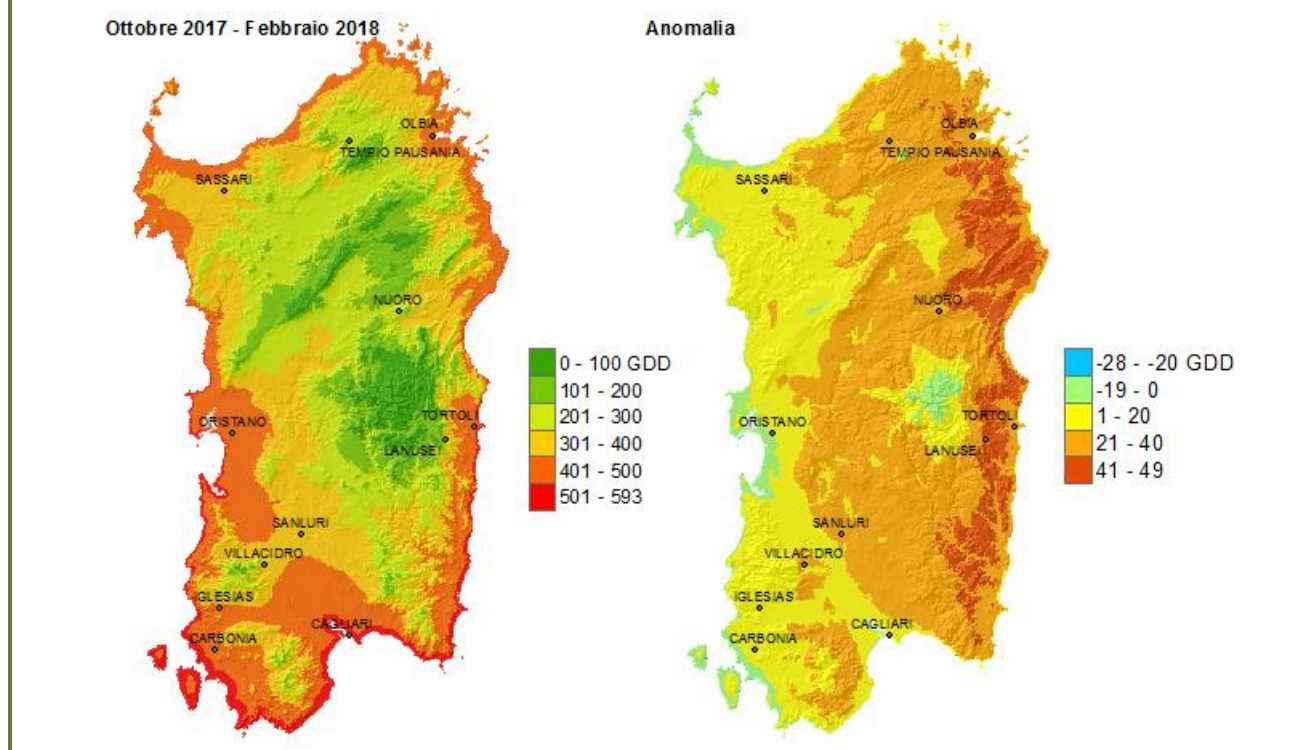 Ottobre 2017 - Febbraio 2018
OLBIA
TEMPIO PAUSANIA
SASSARI
NUORO
ORISTANO
TORTOLI
LANUSEI
SANLURI
VILLACIDRO
IGLESIAS
CAGLIARI
CARBONIA
0 - 100 GDD
101 - 200
201 - 300
301 - 400
401 - 500
501 - 593
Anomalia
OLBIA
TEMPIO PAUSANIA
SASSARI
NUORO
ORISTANO
TORTOLI
LANUSEI
SANLURI
VILLACIDRO
IGLESIAS
CAGLIARI
CARBONIA
-28 - -20 GDD
-19 - 0
1 - 20
21 - 40
41 - 49